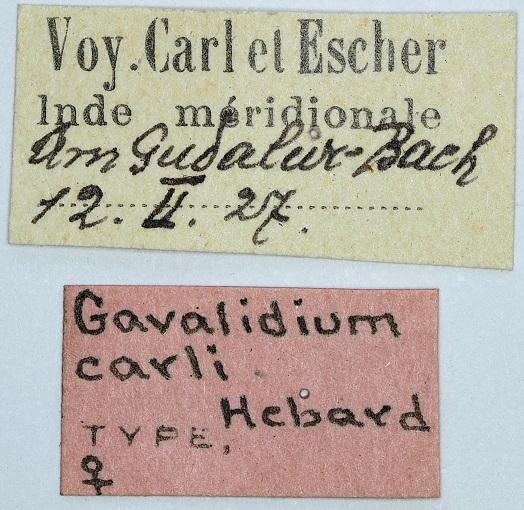 Voy. Carl et Escher
Inde méridionale
Am Gudalur-Bach
12. II. 27.
Gavalidium
carli
Hebard
TYPE,
♀